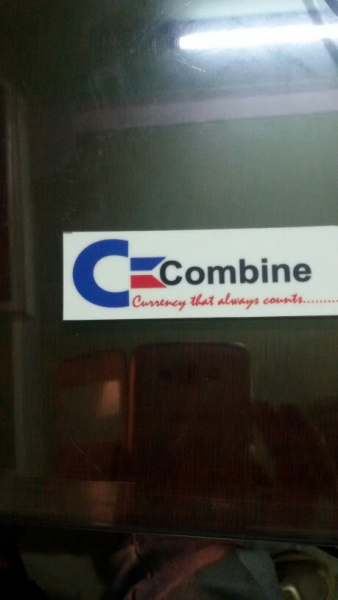 Combine
Currency that always counts.........